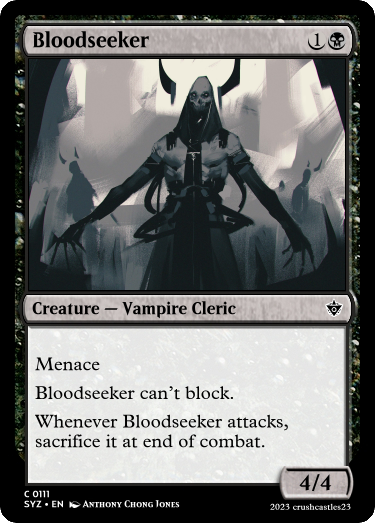 Bloodseeker 1
Creature — Vampire Cleric
Menace
Bloodseeker can't block.
Whenever Bloodseeker attacks,
sacrifice it at end of combat.
4/4
C 0111
SYZ • EN Anthony Chong Jones
2023 crushcastles23